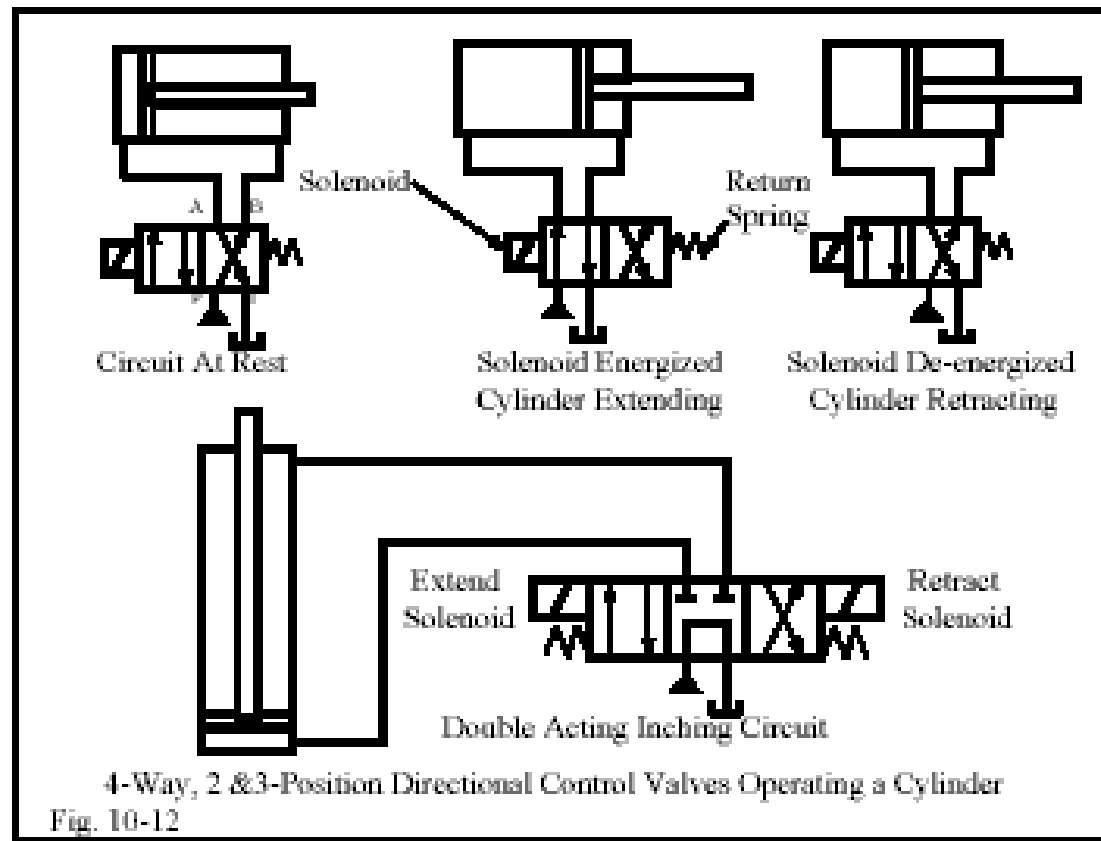 Solenoid
Return
Spring
A B
P
Circuit At Rest
Solenoid Energized
Cylinder Extending
Solenoid De-energized
Cylinder Retracting
Extend
Solenoid
Retract
Solenoid
Double Acting Inching Circuit
4-Way, 2 &3-Position Directional Control Valves Operating a Cylinder
Fig. 10-12